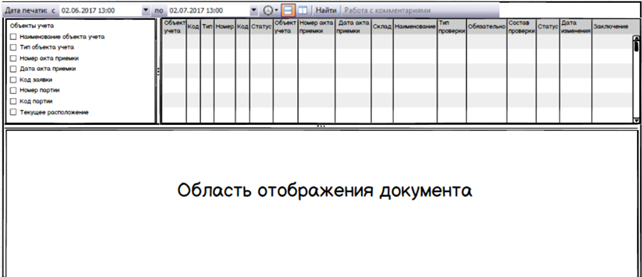 Дата печати: с 02.06.2017 13:00 по 02.07.2017 13:00 Найти Работа с комментариями
Объекты учета
Наименование объекта учета
Тип объекта учета
Номер акта приемки
Дата акта приемки
Код заявки
Номер партии
Код партии
Текущее расположение
Объект учета Код Тип Номер Код Статус Объект учета Номер акта приемки Дата акта приемки Склад Наименование Тип проверки Обязательно Состав проверки Статус Дата изменения Заключение
Область отображения документа